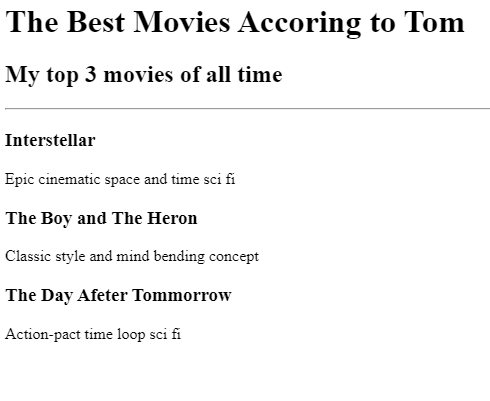 The Best Movies Accoring to Tom
My top 3 movies of all time
Interstellar
Epic cinematic space and time sci fi
The Boy and The Heron
Classic style and mind bending concept
The Day Afeter Tommorrow
Action-pact time loop sci fi